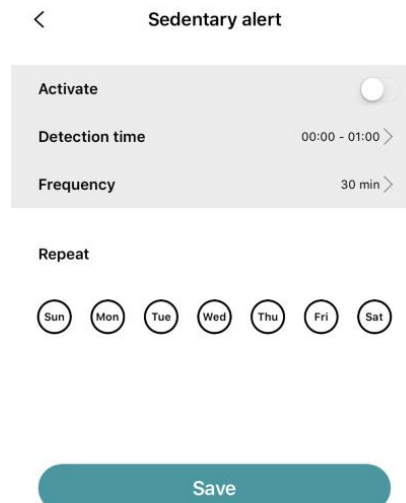 Sedentary alert
Activate
Detection time 00:00 - 01:00
Frequency 30 min
Repeat
Sun Mon Tue Wed Thu Fri Sat
Save